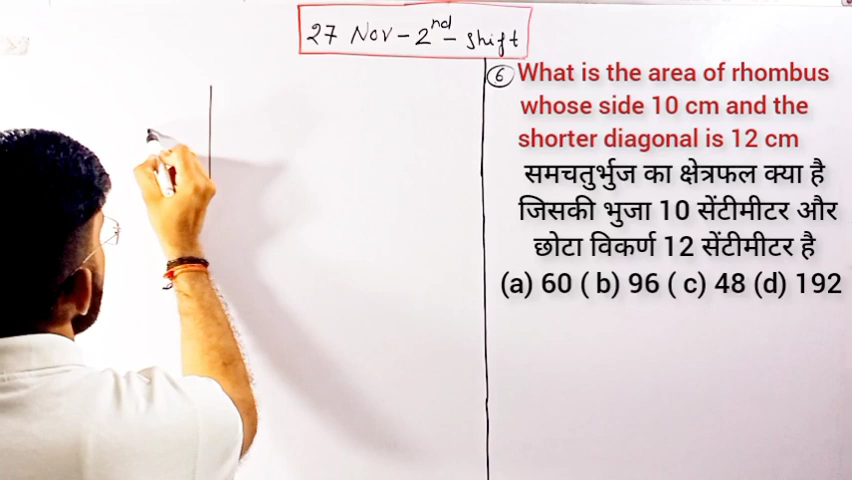 27 Nov - 2nd - shift
6 What is the area of rhombus
whose side 10 cm and the
shorter diagonal is 12 cm
समचतुर्भुज का क्षेत्रफल क्या है
जिसकी भुजा 10 सेंटीमीटर और
छोटा विकर्ण 12 सेंटीमीटर है
(a) 60 ( b) 96 ( c) 48 (d) 192